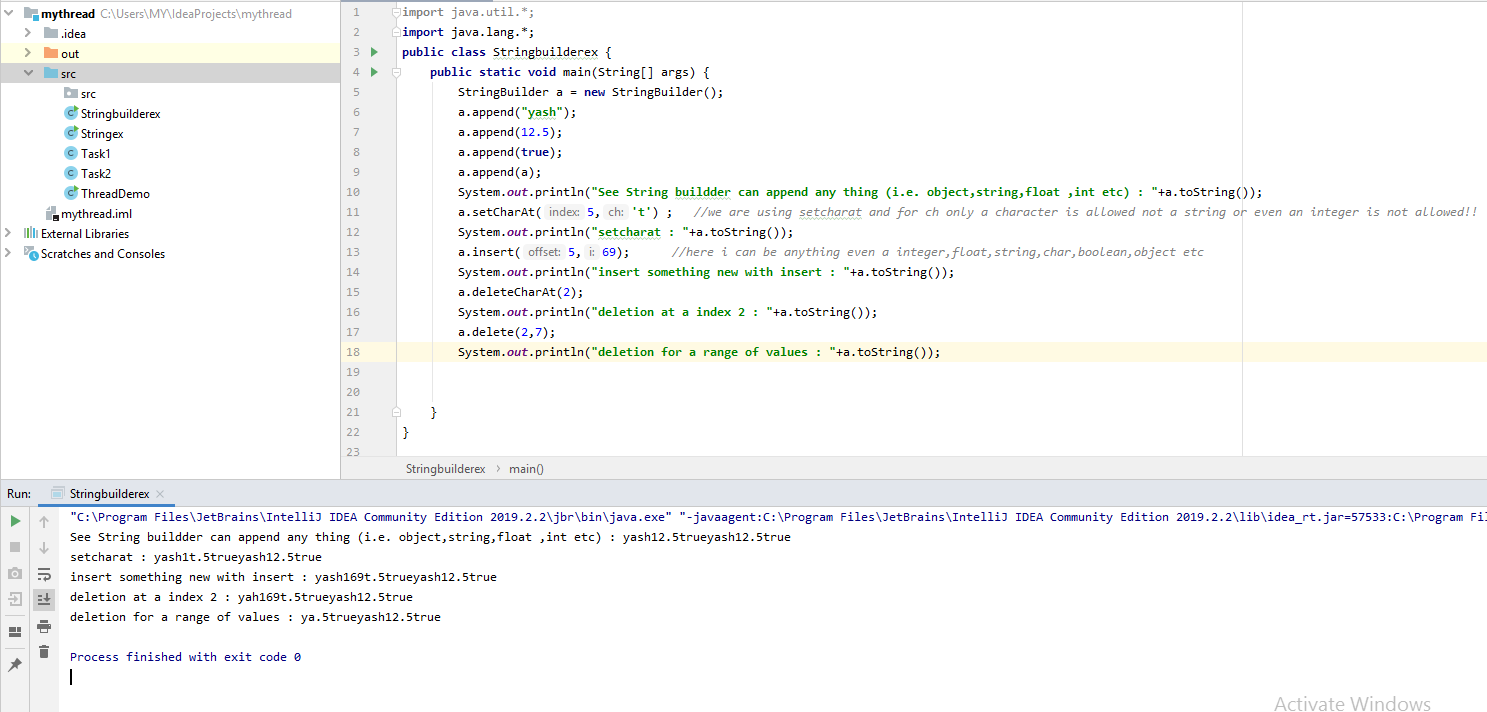 mythread C:\Users\MY\IdeaProjects\mythread
.idea
out
src
src
Stringbuilderex
Stringex
Task1
Task2
ThreadDemo
mythread.iml
External Libraries
Scratches and Consoles
1 import java.util.*;
2 import java.lang.*;
3 public class Stringbuilderex {
4 public static void main(String[] args) {
5 StringBuilder a = new StringBuilder();
6 a.append("yash");
7 a.append(12.5);
8 a.append(true);
9 a.append(a);
10 System.out.println("See String buildder can append any thing (i.e. object,string,float ,int etc) : "+a.toString());
11 a.setCharAt( index: 5, ch: 't') ; //we are using setcharat and for ch only a character is allowed not a string or even an integer is not allowed!!
12 System.out.println("setcharat : "+a.toString());
13 a.insert( offset: 5, i: 69); //here i can be anything even a integer,float,string,char,boolean,object etc
14 System.out.println("insert something new with insert : "+a.toString());
15 a.deleteCharAt(2);
16 System.out.println("deletion at a index 2 : "+a.toString());
17 a.delete(2,7);
18 System.out.println("deletion for a range of values : "+a.toString());
19
20
21 }
22 }
23
Stringbuilderex › main()
Run: Stringbuilderex
"C:\Program Files\JetBrains\IntelliJ IDEA Community Edition 2019.2.2\jbr\bin\java.exe" "-javaagent:C:\Program Files\JetBrains\IntelliJ IDEA Community Edition 2019.2.2\lib\idea_rt.jar=57533:C:\Program Fil
See String buildder can append any thing (i.e. object,string,float ,int etc) : yash12.5trueyash12.5true
setcharat : yash1t.5trueyash12.5true
insert something new with insert : yash169t.5trueyash12.5true
deletion at a index 2 : yah169t.5trueyash12.5true
deletion for a range of values : ya.5trueyash12.5true
Process finished with exit code 0
Activate Windows